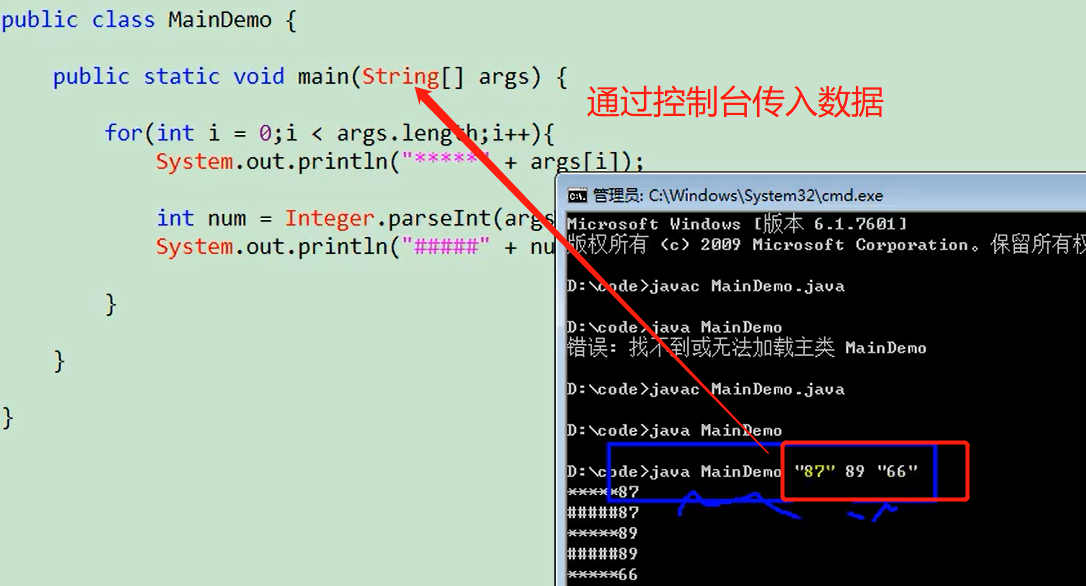 public class MainDemo {
public static void main(String[] args) {
通过控制台传入数据
for(int i = 0;i < args.length;i++){
System.out.println("*****" + args[i]);
int num = Integer.parseInt(args
System.out.println("#####" + nu
}
}
}
管理员: C:\Windows\System32\cmd.exe
Microsoft Windows [版本 6.1.7601]
版权所有 (c) 2009 Microsoft Corporation。保留所有权
D:\code>javac MainDemo.java
D:\code>java MainDemo
错误: 找不到或无法加载主类 MainDemo
D:\code>javac MainDemo.java
D:\code>java MainDemo
D:\code>java MainDemo "87" 89 "66"
*****87
#####87
*****89
#####89
*****66